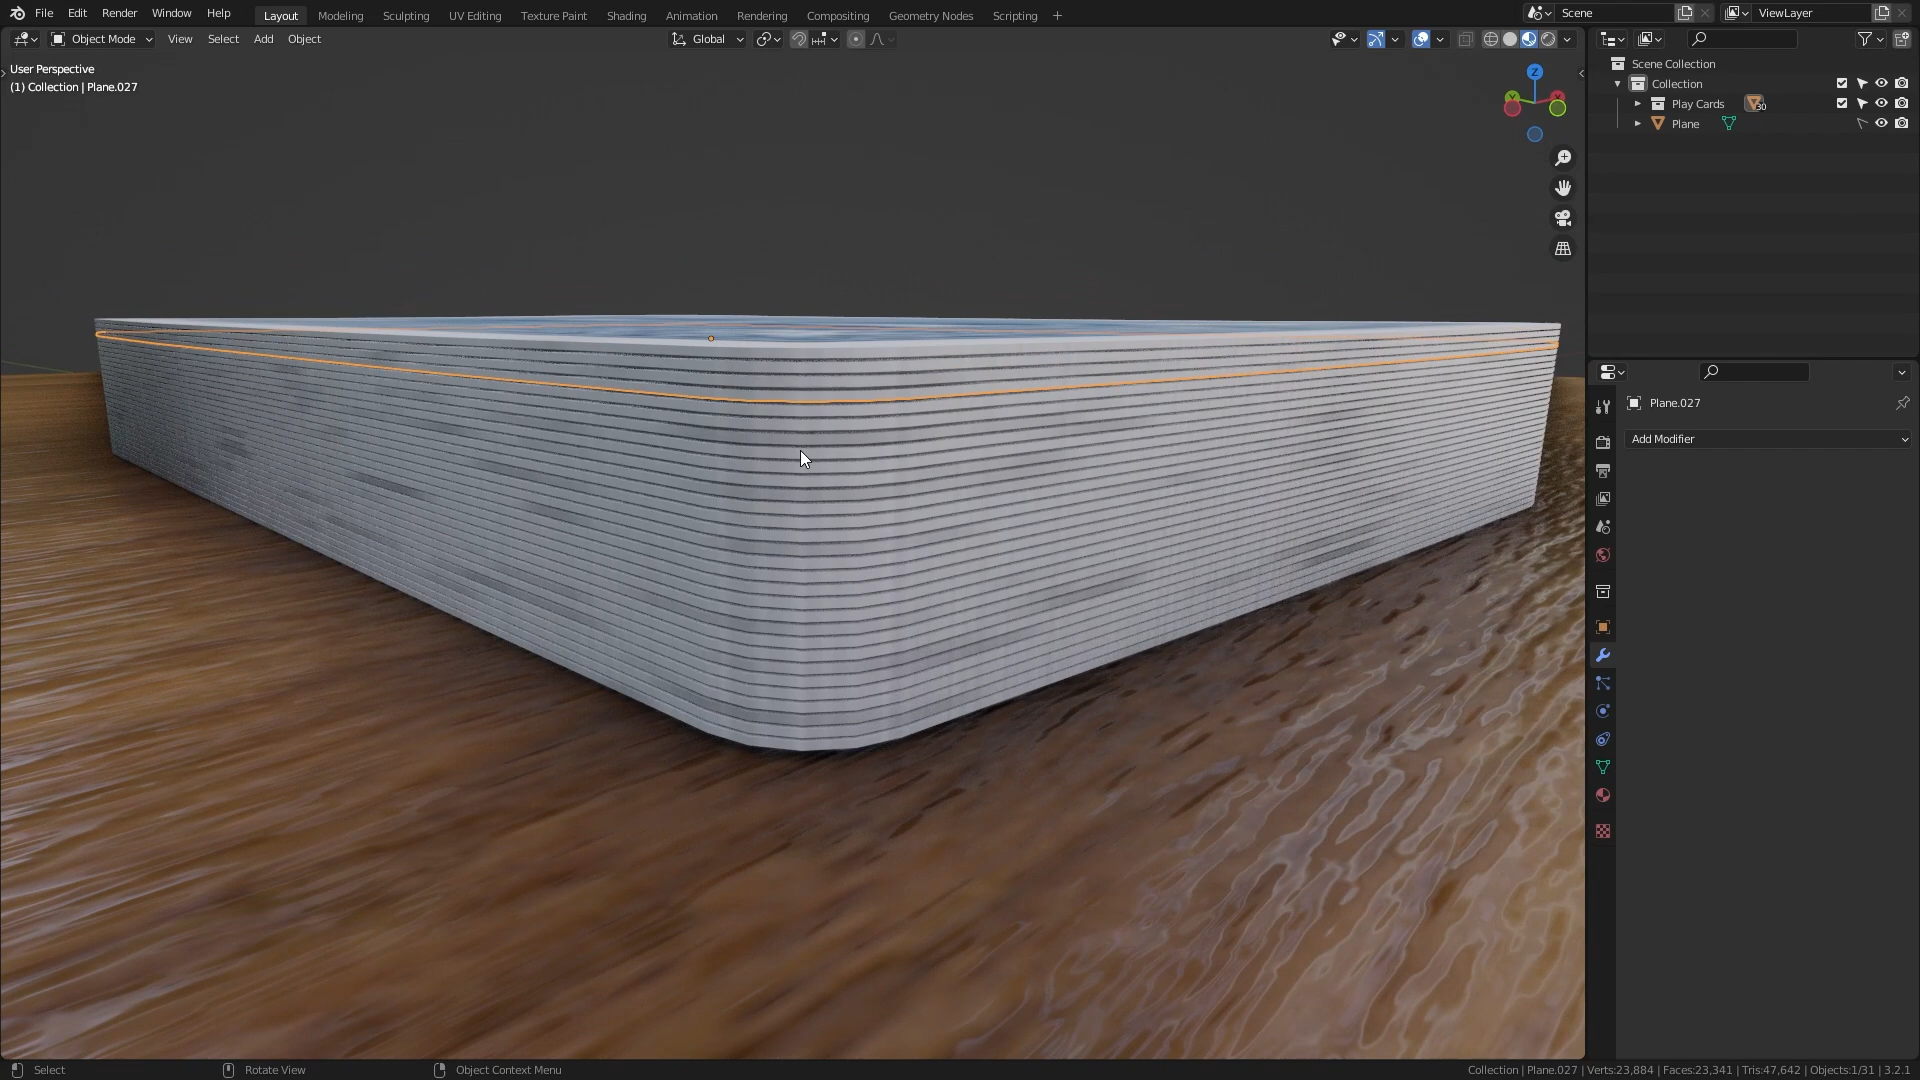 File Edit Render Window Help
Layout Modeling Sculpting UV Editing Texture Paint Shading Animation Rendering Compositing Geometry Nodes Scripting +
Scene
ViewLayer
Object Mode View Select Add Object
Global
User Perspective
(1) Collection | Plane.027
Z
Scene Collection
Collection
Play Cards 30
Plane
Plane.027
Add Modifier
Select
Rotate View
Object Context Menu
Collection | Plane.027 | Verts:23,884 | Faces:23,341 | Tris:47,642 | Objects:1/31 | 3.2.1